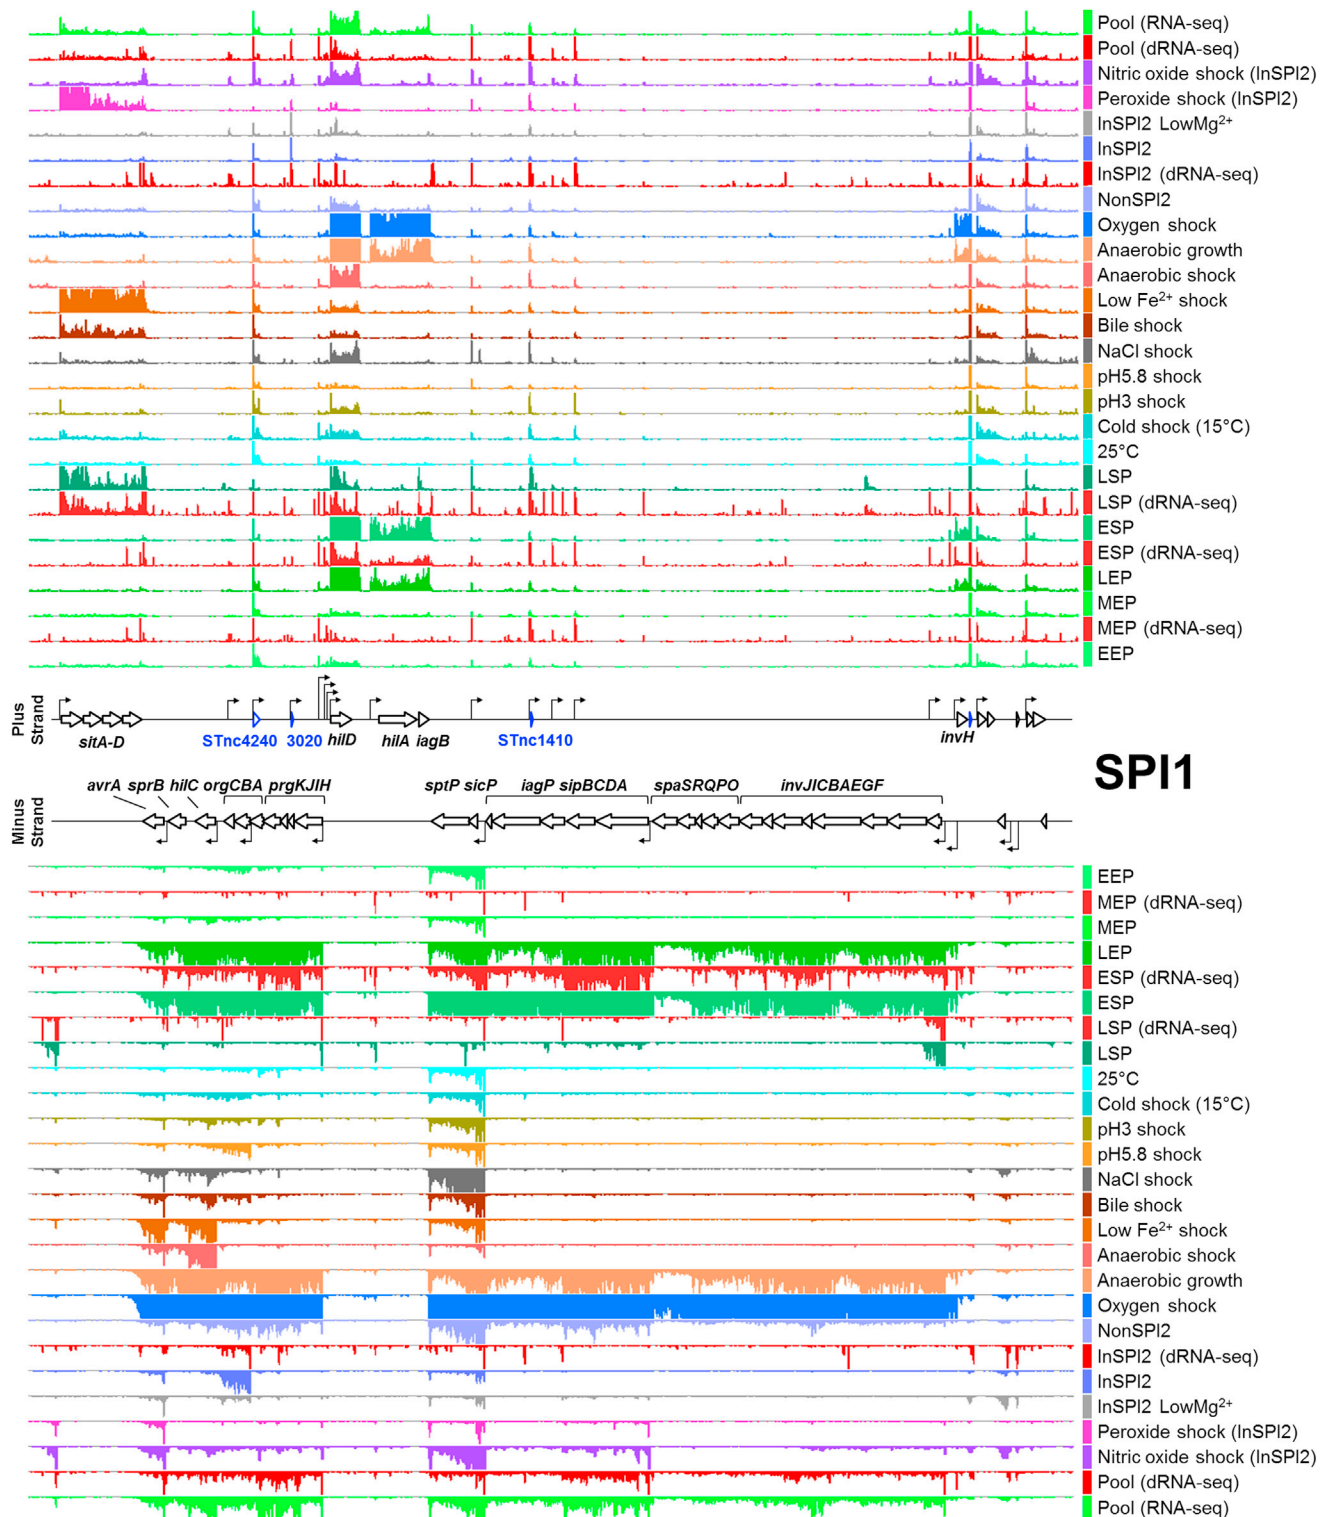 Pool (RNA-seq)
Pool (dRNA-seq)
Nitric oxide shock (InSPI2)
Peroxide shock (InSPI2)
InSPI2 LowMg²⁺
InSPI2
InSPI2 (dRNA-seq)
NonSPI2
Oxygen shock
Anaerobic growth
Anaerobic shock
Low Fe²⁺ shock
Bile shock
NaCl shock
pH5.8 shock
pH3 shock
Cold shock (15°C)
25°C
LSP
LSP (dRNA-seq)
ESP
ESP (dRNA-seq)
LEP
MEP
MEP (dRNA-seq)
EEP
Plus
Strand
sitA-D STnc4240 3020 hilD hilA iagB STnc1410 invH
SPI1
avrA sprB hilC orgCBA prgKJIH sptP sicP iagP sipBCDA spaSRQPO invJICBAEGF
Minus
Strand
EEP
MEP (dRNA-seq)
MEP
LEP
ESP (dRNA-seq)
ESP
LSP (dRNA-seq)
LSP
25°C
Cold shock (15°C)
pH3 shock
pH5.8 shock
NaCl shock
Bile shock
Low Fe²⁺ shock
Anaerobic shock
Anaerobic growth
Oxygen shock
NonSPI2
InSPI2 (dRNA-seq)
InSPI2
InSPI2 LowMg²⁺
Peroxide shock (InSPI2)
Nitric oxide shock (InSPI2)
Pool (dRNA-seq)
Pool (RNA-seq)